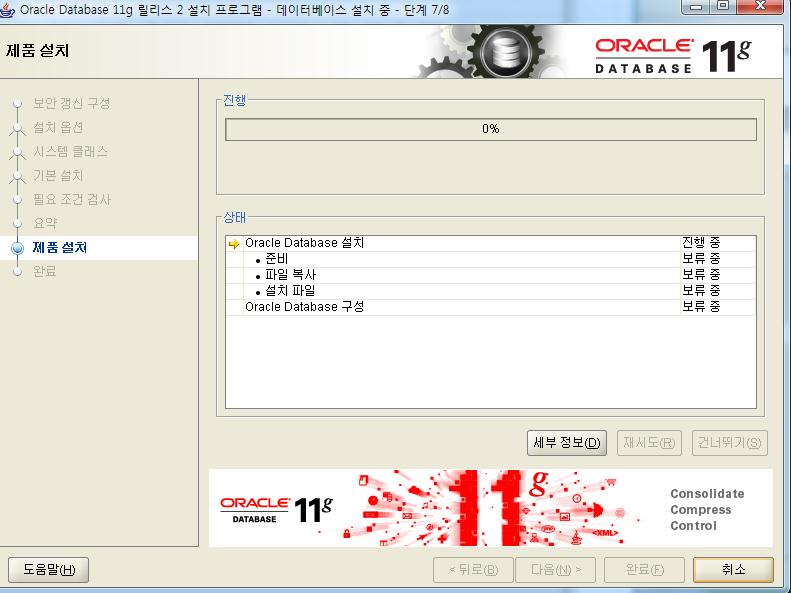 Oracle Database 11g 릴리스 2 설치 프로그램 - 데이터베이스 설치 중 - 단계 7/8
제품 설치
ORACLE
DATABASE 11g
보안 갱신 구성
설치 옵션
시스템 클래스
기본 설치
필요 조건 검사
요약
제품 설치
완료
진행
0%
상태
Oracle Database 설치 진행 중
준비 보류 중
파일 복사 보류 중
설치 파일 보류 중
Oracle Database 구성 보류 중
세부 정보(D) 재시도(R) 건너뛰기(S)
ORACLE
DATABASE 11g
11g
<XML>
Consolidate
Compress
Control
도움말(H) < 뒤로(B) 다음(N) > 완료(F) 취소